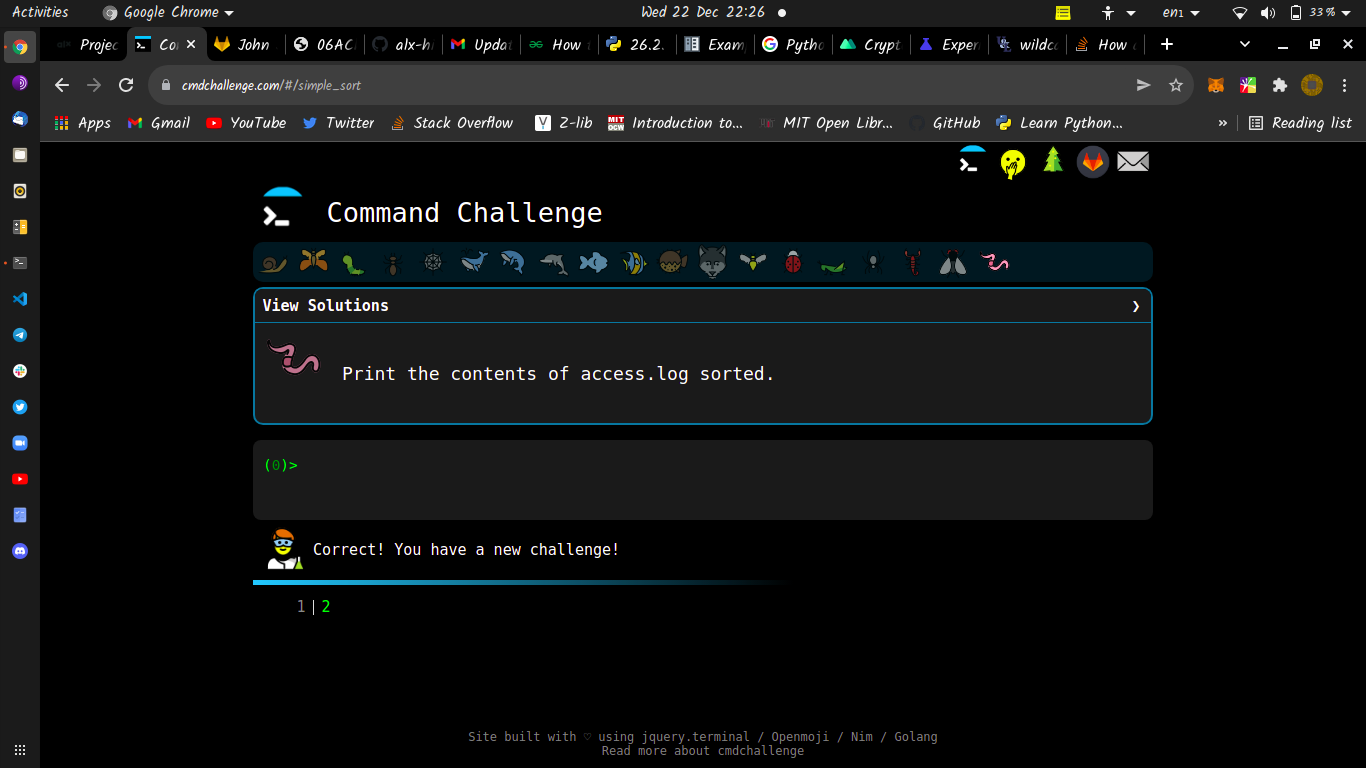 Activities Google Chrome Wed 22 Dec 22:26 en₁ 33 %
Projec Co John 06AC alx-h Updat How 26.2. Exam Pytho Crypt Exper wildca How
cmdchallenge.com/#/simple_sort
Apps Gmail YouTube Twitter Stack Overflow Z-lib Introduction to... MIT Open Libr... GitHub Learn Python... » Reading list
Command Challenge
View Solutions ❯
Print the contents of access.log sorted.
(0)>
Correct! You have a new challenge!
1 | 2
Site built with ♡ using jquery.terminal / Openmoji / Nim / Golang
Read more about cmdchallenge